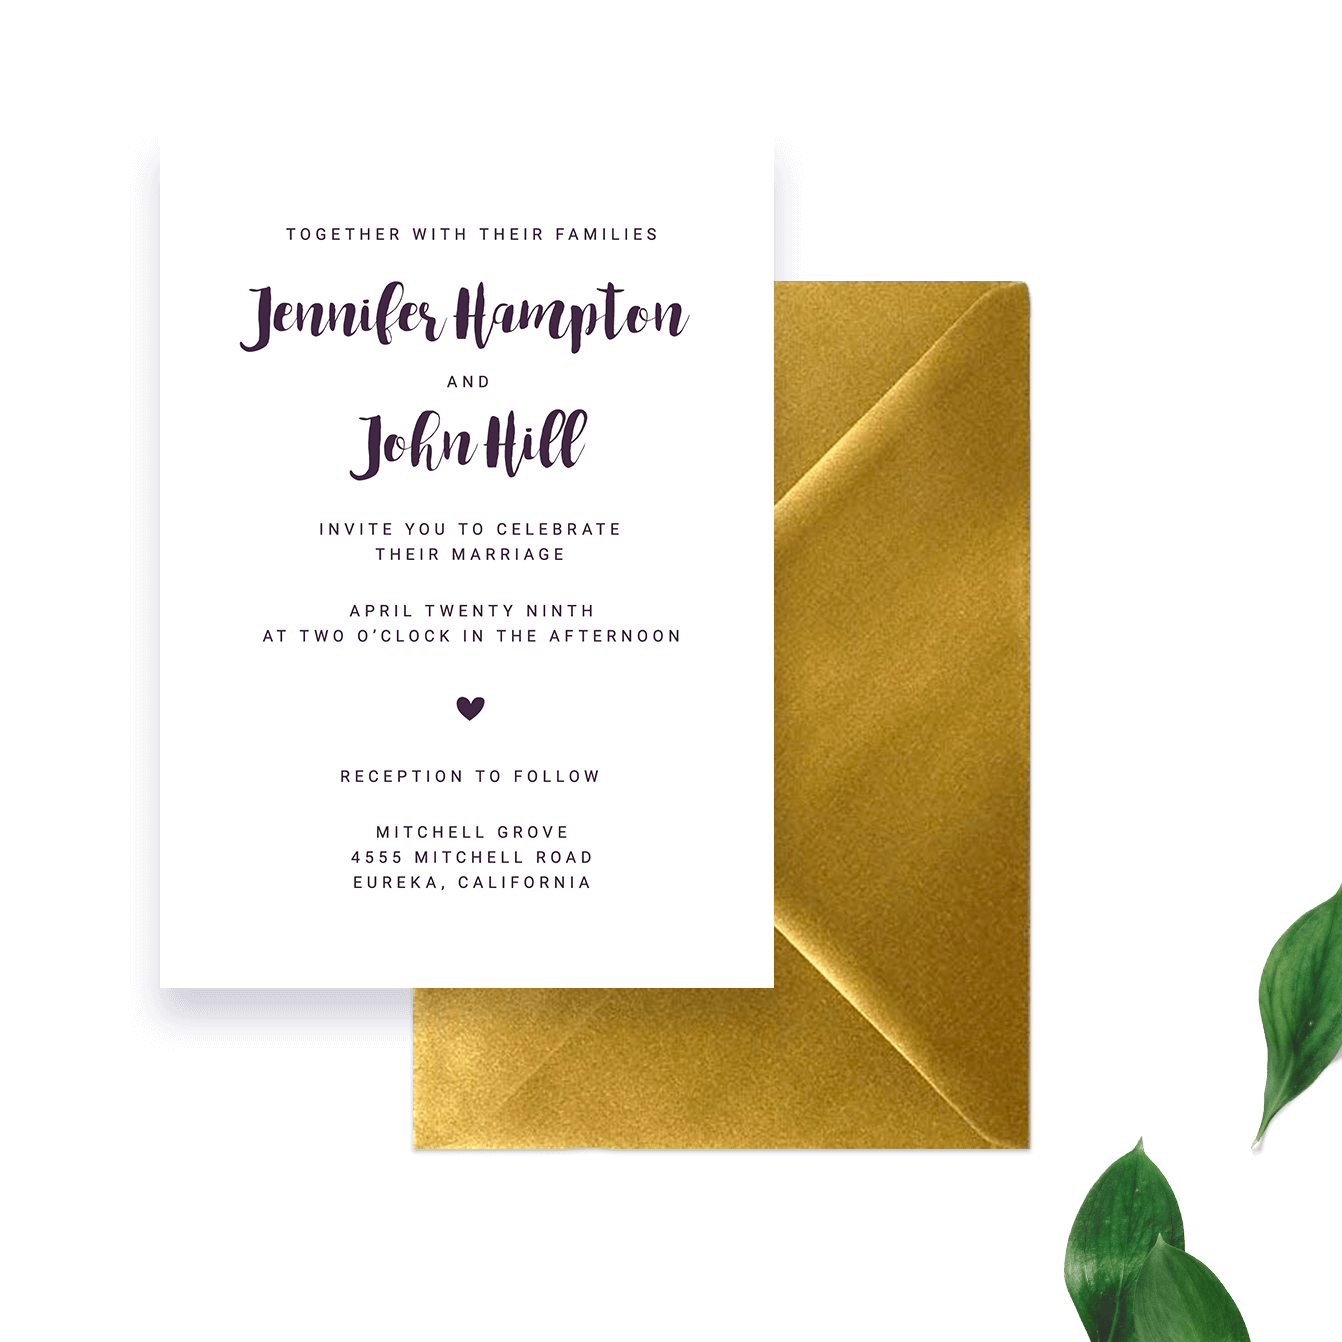 TOGETHER WITH THEIR FAMILIES
Jennifer Hampton
AND
John Hill
INVITE YOU TO CELEBRATE
THEIR MARRIAGE
APRIL TWENTY NINTH
AT TWO O’CLOCK IN THE AFTERNOON
RECEPTION TO FOLLOW
MITCHELL GROVE
4555 MITCHELL ROAD
EUREKA, CALIFORNIA